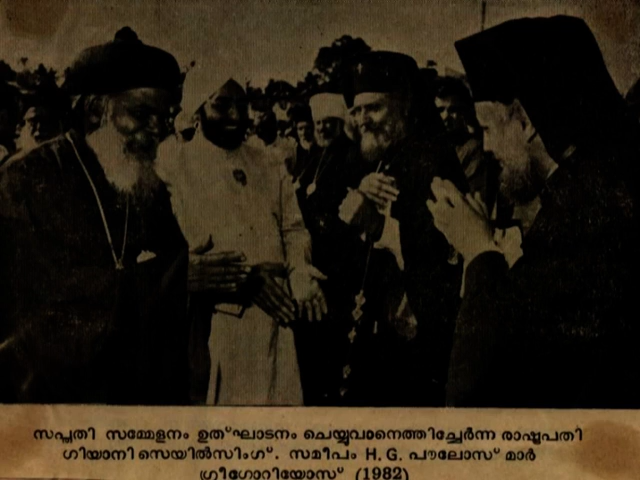 സപ്തതി സമ്മേളനം ഉത്ഘാടനം ചെയ്യുവാനെത്തിച്ചേർന്ന രാഷ്ട്രപതി
ഗിയാനി സെയിൽസിംഗ്. സമീപം H. G. പൗലോസ് മാർ
ഗ്രീഗോറിയോസ് (1982)